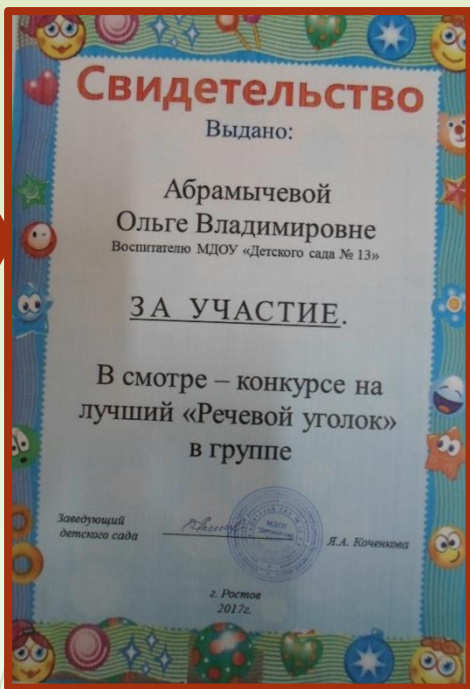 Свидетельство
Выдано:
Абрамычевой
Ольге Владимировне
Воспитателю МДОУ «Детского сада № 13»
ЗА УЧАСТИЕ.
В смотре – конкурсе на
лучший «Речевой уголок»
в группе
Заведующий
детского сада
МДОУ
Я.А. Коченкова
г. Ростов
2017г.